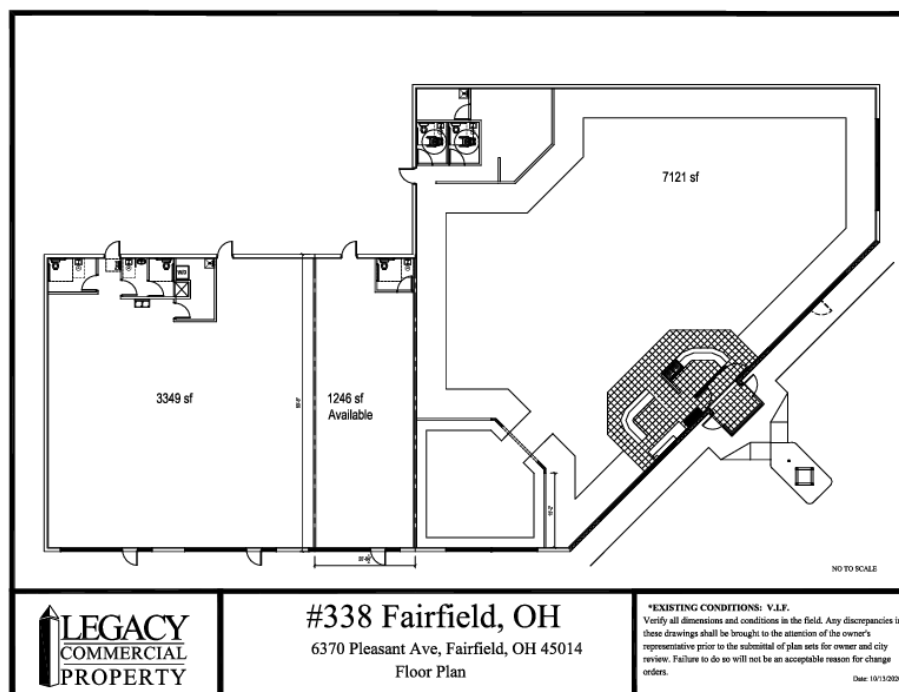 7121 sf
3349 sf
1246 sf
Available
NO TO SCALE
LEGACY
COMMERCIAL
PROPERTY
#338 Fairfield, OH
6370 Pleasant Ave, Fairfield, OH 45014
Floor Plan
*EXISTING CONDITIONS: V.I.F.
Verify all dimensions and conditions in the field. Any discrepancies in
these drawings shall be brought to the attention of the owner's
representative prior to the submittal of plan sets for owner and city
review. Failure to do so will not be an acceptable reason for change
orders.